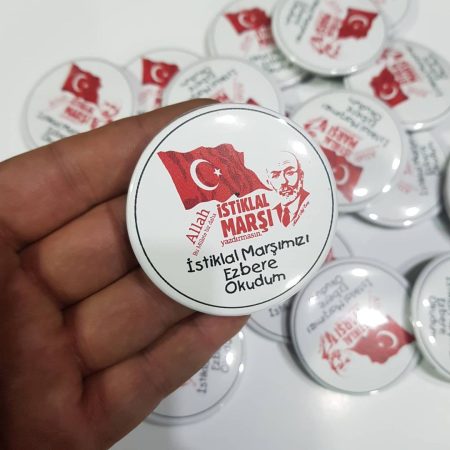 Allah
Bu Millete Bir Daha
İSTİKLAL
MARŞI
yazdırmasın.
İstiklal Marşımızı
Ezbere
Okudum